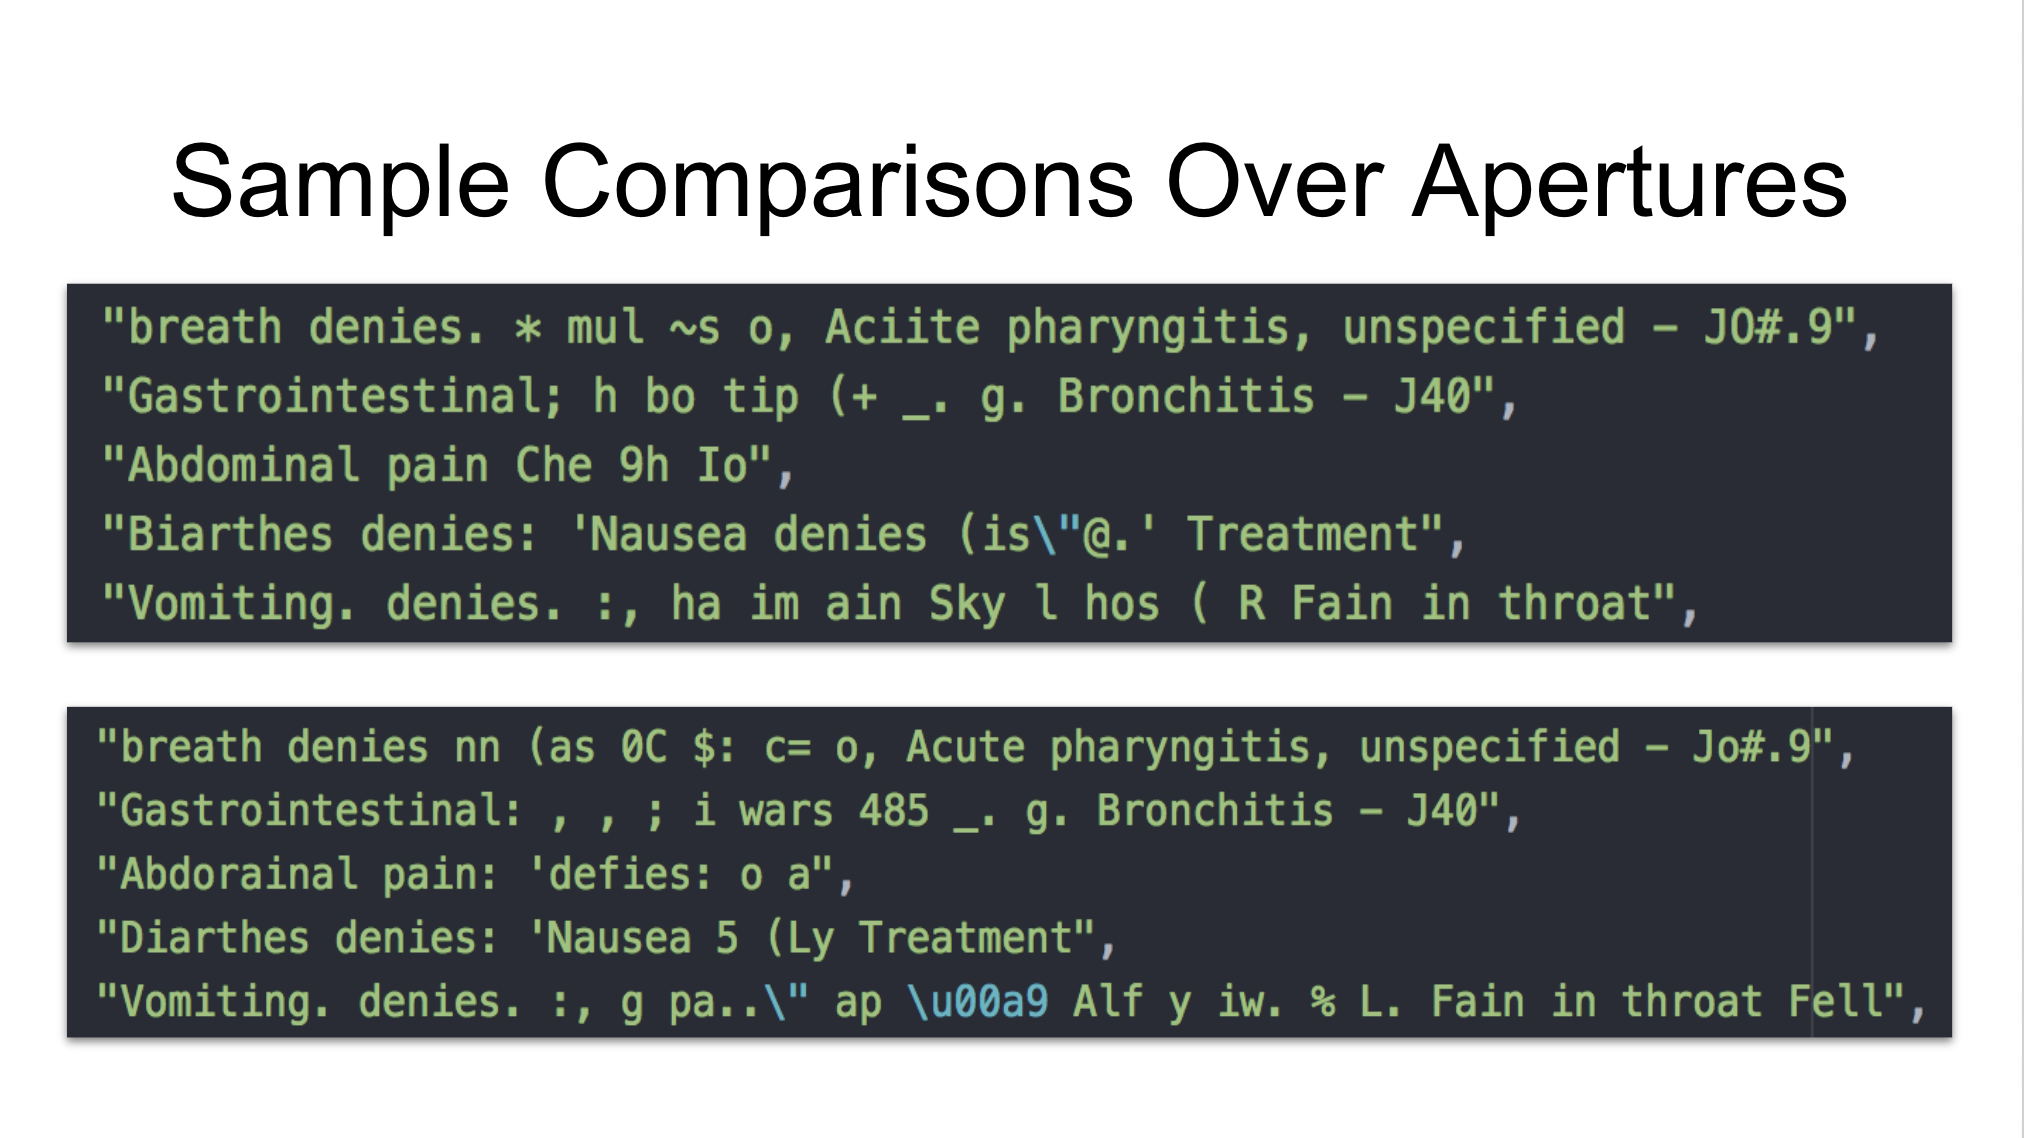 Sample Comparisons Over Apertures
"breath denies. * mul ~s o, Aciite pharyngitis, unspecified – JO#.9",
"Gastrointestinal; h bo tip (+ _. g. Bronchitis – J40",
"Abdominal pain Che 9h Io",
"Biarthes denies: 'Nausea denies (is\"@.' Treatment",
"Vomiting. denies. :, ha im ain Sky l hos ( R Fain in throat",
"breath denies nn (as 0C $: c= o, Acute pharyngitis, unspecified – Jo#.9",
"Gastrointestinal: , , ; i wars 485 _. g. Bronchitis – J40",
"Abdorainal pain: 'defies: o a",
"Diarthes denies: 'Nausea 5 (Ly Treatment",
"Vomiting. denies. :, g pa..\" ap \u00a9 Alf y iw. % L. Fain in throat Fell",